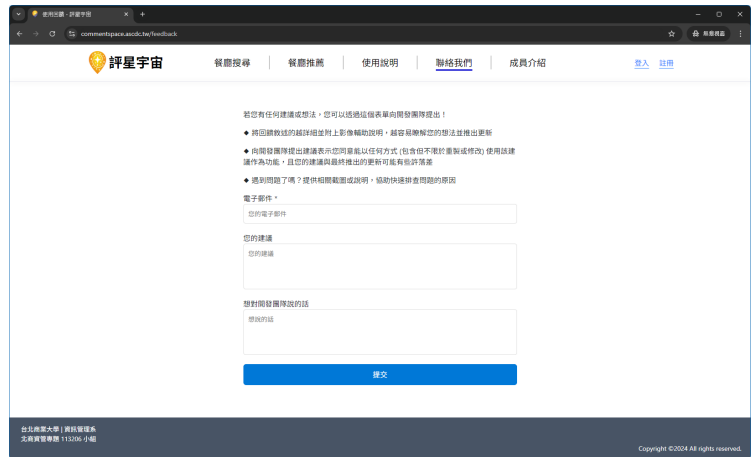 使用回饋 - 評星宇宙
commentspace.ascdc.tw/feedback
無痕視窗
評星宇宙
餐廳搜尋
餐廳推薦
使用說明
聯絡我們
成員介紹
登入
註冊
若您有任何建議或想法，您可以透過這個表單向開發團隊提出！
◆ 將回饋敘述的越詳細並附上影像輔助說明，越容易瞭解您的想法並推出更新
◆ 向開發團隊提出建議表示您同意能以任何方式 (包含但不限於重製或修改) 使用該建
議作為功能，且您的建議與最終推出的更新可能有些許落差
◆ 遇到問題了嗎？提供相關截圖或說明，協助快速排查問題的原因
電子郵件 *
您的電子郵件
您的建議
您的建議
想對開發團隊說的話
想說的話
提交
台北商業大學 | 資訊管理系
北商資管專題 113206 小組
Copyright ©2024 All rights reserved.